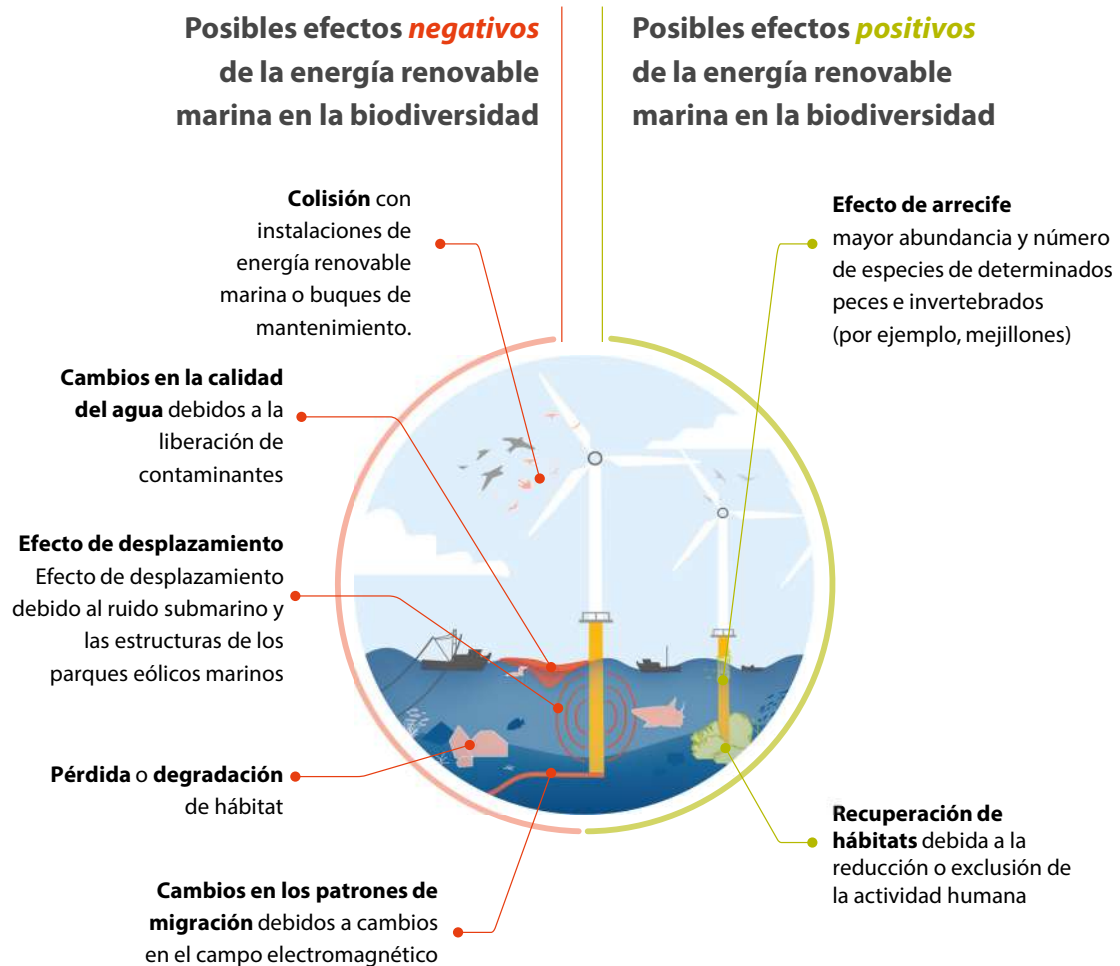 Posibles efectos negativos
de la energía renovable
marina en la biodiversidad
Posibles efectos positivos
de la energía renovable
marina en la biodiversidad
Colisión con
instalaciones de
energía renovable
marina o buques de
mantenimiento.
Cambios en la calidad
del agua debidos a la
liberación de
contaminantes
Efecto de desplazamiento
Efecto de desplazamiento
debido al ruido submarino y
las estructuras de los
parques eólicos marinos
Pérdida o degradación
de hábitat
Cambios en los patrones de
migración debidos a cambios
en el campo electromagnético
Efecto de arrecife
mayor abundancia y número
de especies de determinados
peces e invertebrados
(por ejemplo, mejillones)
Recuperación de
hábitats debida a la
reducción o exclusión de
la actividad humana